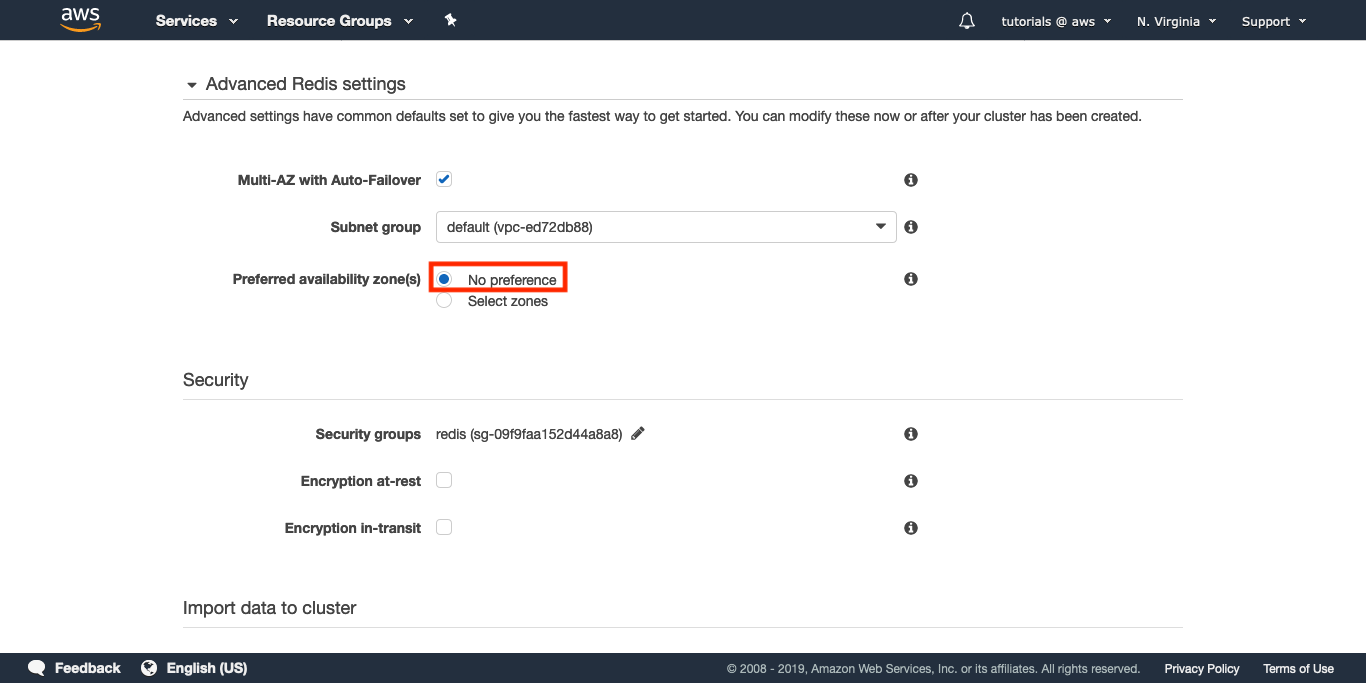 aws Services Resource Groups tutorials @ aws N. Virginia Support
Advanced Redis settings
Advanced settings have common defaults set to give you the fastest way to get started. You can modify these now or after your cluster has been created.
Multi-AZ with Auto-Failover
Subnet group default (vpc-ed72db88)
Preferred availability zone(s) No preference
Select zones
Security
Security groups redis (sg-09f9faa152d44a8a8)
Encryption at-rest
Encryption in-transit
Import data to cluster
Feedback English (US) © 2008 - 2019, Amazon Web Services, Inc. or its affiliates. All rights reserved. Privacy Policy Terms of Use